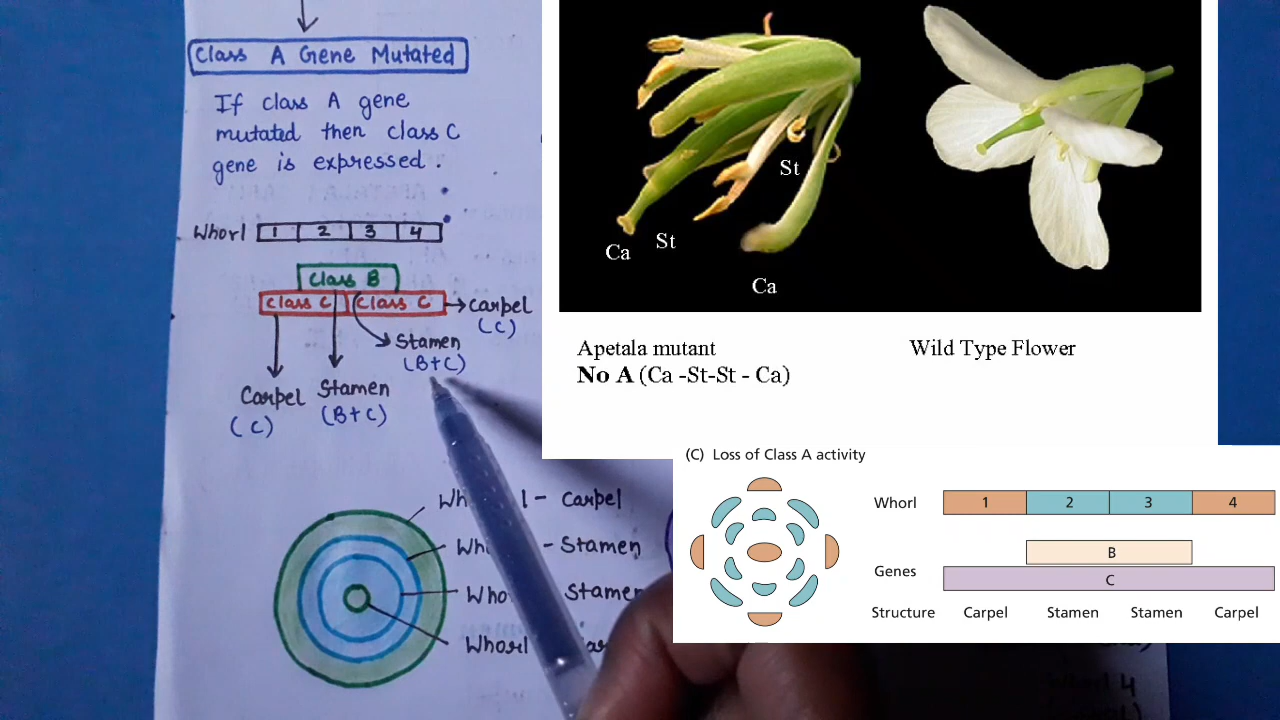 Class A Gene Mutated
If class A gene
mutated then class C
gene is expressed.
Whorl 1 2 3 4
Class B
Class C Class C
Carpel
(C)
Stamen
(B+C)
Carpel Stamen
(C) (B+C)
1 - Carpel
- Stamen
Stamen
Whorl
St
Ca St
Ca
Apetala mutant
No A (Ca -St-St - Ca)
Wild Type Flower
(C) Loss of Class A activity
Whorl 1 2 3 4
B
Genes
C
Structure Carpel Stamen Stamen Carpel